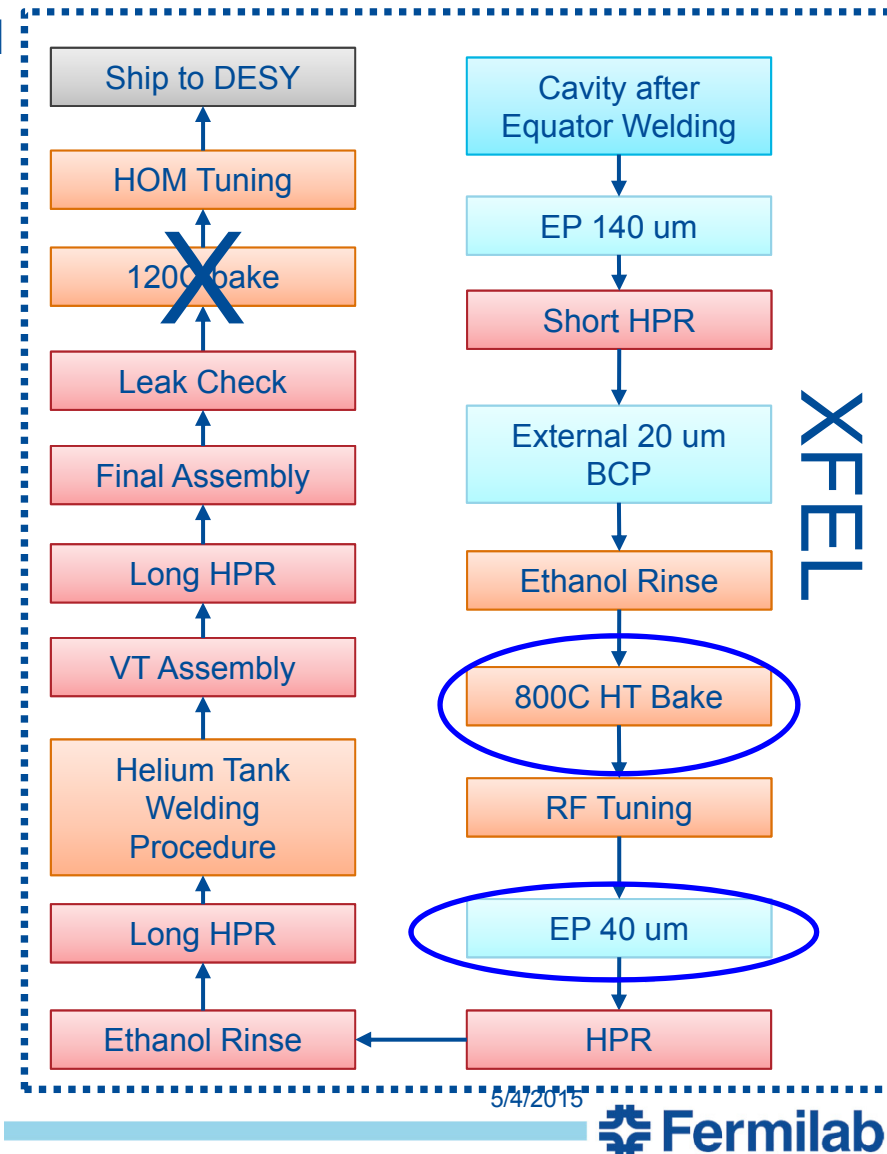 Cavity after
Equator Welding
EP 140 um
Short HPR
External 20 um
BCP
Ethanol Rinse
800C HT Bake
RF Tuning
EP 40 um
HPR
Ethanol Rinse
Long HPR
Helium Tank
Welding
Procedure
VT Assembly
Long HPR
Final Assembly
Leak Check
120C bake
X
HOM Tuning
Ship to DESY
XFEL
5/4/2015
Fermilab